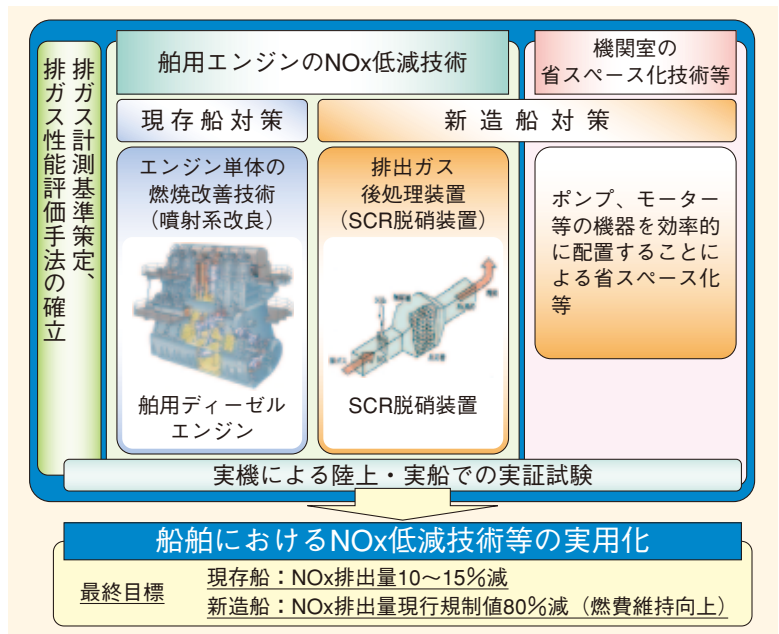 排ガス計測基準策定、
排ガス性能評価手法の確立
舶用エンジンのNOx低減技術
機関室の
省スペース化技術等
現存船対策
新造船対策
エンジン単体の
燃焼改善技術
（噴射系改良）
舶用ディーゼル
エンジン
排出ガス
後処理装置
（SCR脱硝装置）
SCR脱硝装置
ポンプ、モーター
等の機器を効率的
に配置することに
よる省スペース化
等
実機による陸上・実船での実証試験
船舶におけるNOx低減技術等の実用化
最終目標
現存船：NOx排出量10～15％減
新造船：NOx排出量現行規制値80％減（燃費維持向上）